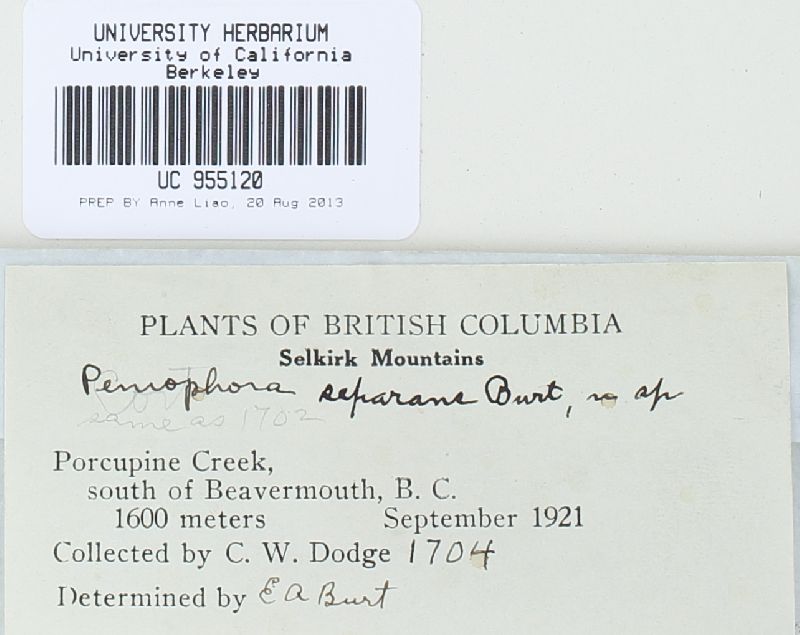 UNIVERSITY HERBARIUM
University of California
Berkeley
UC 955120
PREP BY Anne Liao, 20 Aug 2013
PLANTS OF BRITISH COLUMBIA
Selkirk Mountains
Peniophora separans Burt, n sp
same as 1702
Porcupine Creek,
south of Beavermouth, B. C.
1600 meters September 1921
Collected by C. W. Dodge 1704
Determined by E A Burt